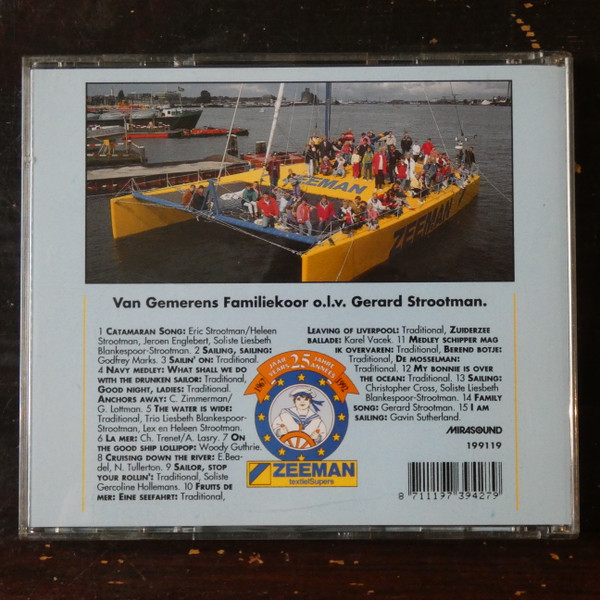 ZEEMAN
ZEEMAN
Van Gemerens Familiekoor o.l.v. Gerard Strootman.
1 Catamaran Song: Eric Strootman/Heleen
Strootman, Jeroen Englebert, Soliste Liesbeth
Blankespoor-Strootman. 2 Sailing, sailing:
Godfrey Marks. 3 Sailin' on: Traditional.
4 Navy medley: What shall we do
with the drunken sailor: Traditional,
Good night, ladies: Traditional.
Anchors away: C. Zimmerman/
G. Lottman. 5 The water is wide:
Traditional, Trio Liesbeth Blankespoor-
Strootman, Lex en Heleen Strootman.
6 La mer: Ch. Trenet/A. Lasry. 7 On
the good ship lollipop: Woody Guthrie.
8 Cruising down the river: E.Bea-
del, N. Tullerton. 9 Sailor, stop
your rollin': Traditional, Soliste
Gercoline Hollemans. 10 Fruits de
mer: Eine seefahrt: Traditional,
JAAR 25 JAHRE
YEARS ANNÉES
1967 1992
ZEEMAN
textielSupers
Leaving of liverpool: Traditional, Zuiderzee
ballade: Karel Vacek. 11 Medley schipper mag
ik overvaren: Traditional, Berend Botje:
Traditional, De mosselman:
Traditional. 12 My bonnie is over
the ocean: Traditional. 13 Sailing:
Christopher Cross, Soliste Liesbeth
Blankespoor-Strootman. 14 Family
song: Gerard Strootman. 15 I am
sailing: Gavin Sutherland.
MIRASOUND
199119
8 711197 394279